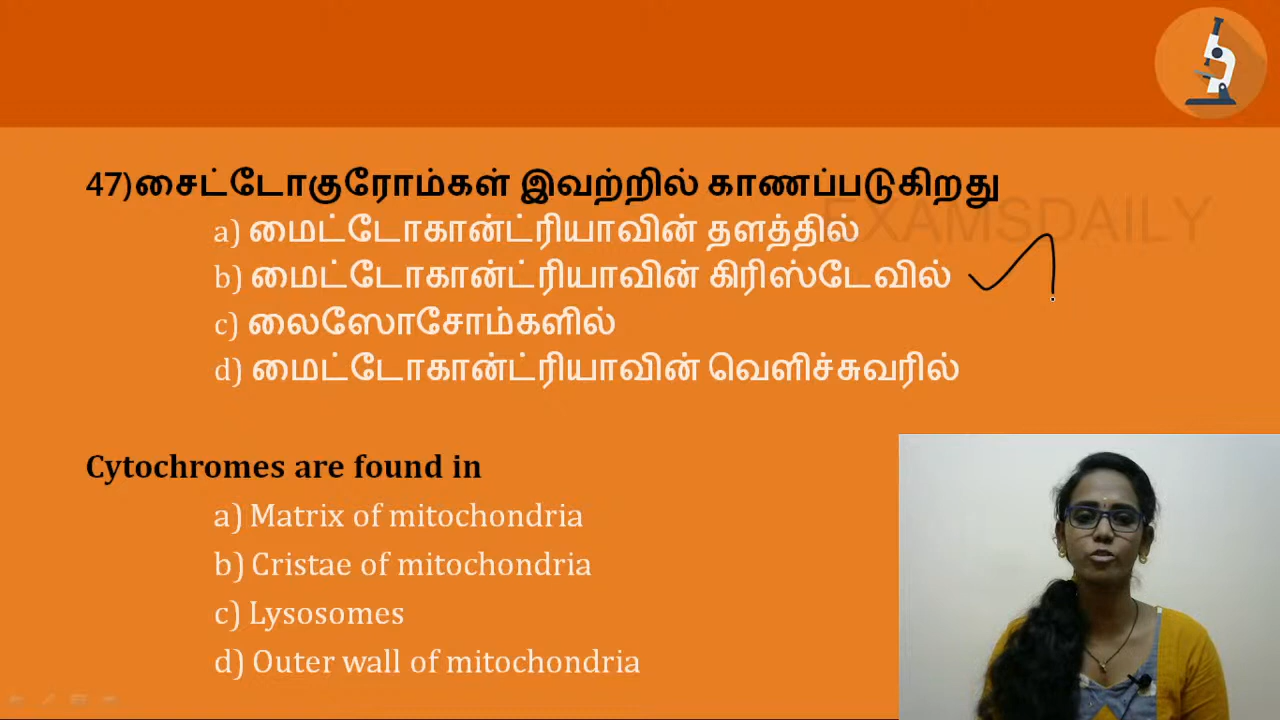 EXAMSDAILY
47)சைட்டோகுரோம்கள் இவற்றில் காணப்படுகிறது
a) மைட்டோகான்ட்ரியாவின் தளத்தில்
b) மைட்டோகான்ட்ரியாவின் கிரிஸ்டேவில்
c) லைஸோசோம்களில்
d) மைட்டோகான்ட்ரியாவின் வெளிச்சுவரில்
Cytochromes are found in
a) Matrix of mitochondria
b) Cristae of mitochondria
c) Lysosomes
d) Outer wall of mitochondria